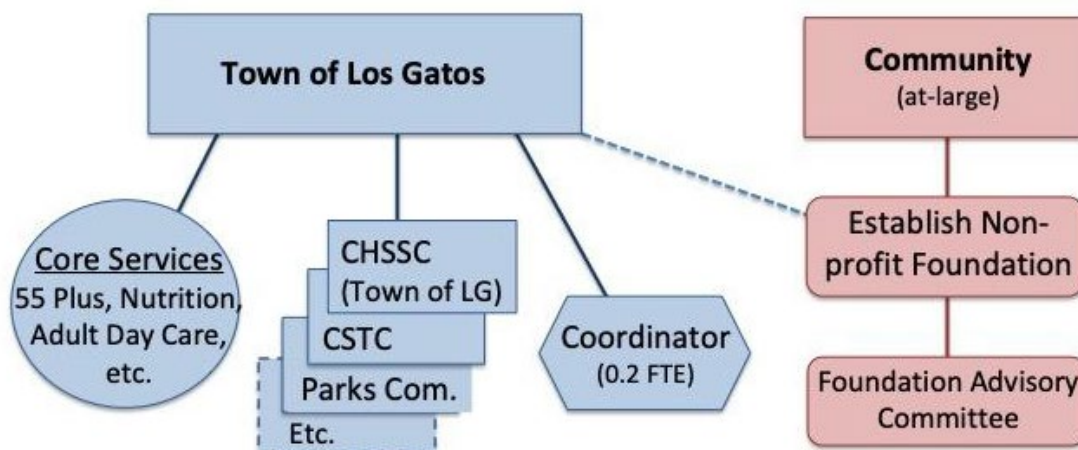 Town of Los Gatos
Community
(at-large)
Core Services
55 Plus, Nutrition,
Adult Day Care,
etc.
CHSSC
(Town of LG)
CSTC
Parks Com.
Etc.
Coordinator
(0.2 FTE)
Establish Non-
profit Foundation
Foundation Advisory
Committee